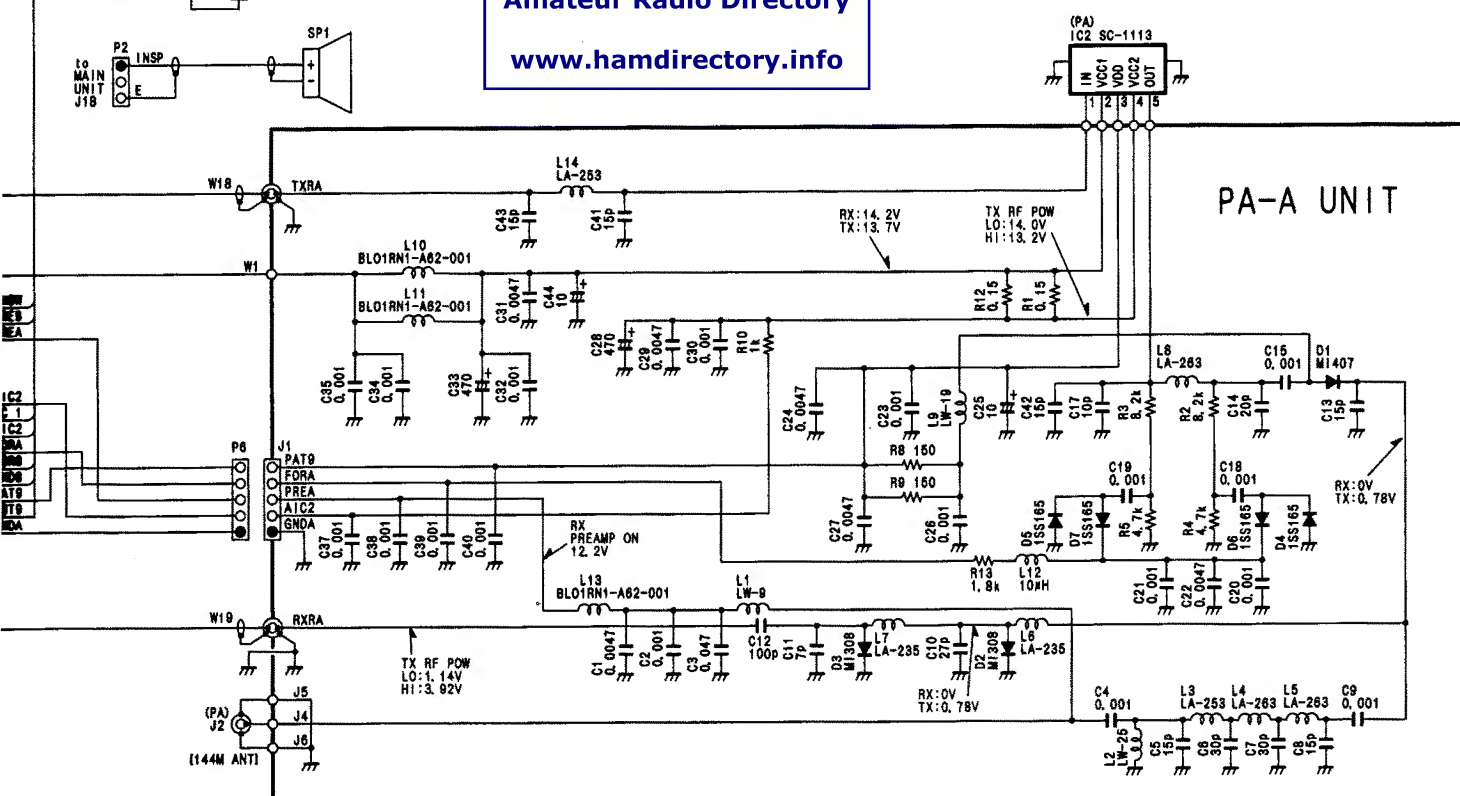 Amateur Radio Directory
www.hamdirectory.info
(PA)
IC2 SC-1113
IN
VCC1
VDD
VCC2
OUT
1 2 3 4 5
SP1
+
-
P2
INSP
E
to
MAIN
UNIT
J18
PA-A UNIT
W18
TXRA
L14
LA-253
C43
15p
C41
15p
RX:14.2V
TX:13.7V
TX RF POW
LO:14.0V
HI:13.2V
W1
L10
BL01RN1-A62-001
L11
BL01RN1-A62-001
C31
0.0047
C44
10
+
R12
0.15
R1
0.15
C28
470
+
C29
0.0047
C30
0.001
R10
1k
C35
0.001
C34
0.001
C33
470
+
C32
0.001
L8
LA-263
C15
0.001
D1
MI407
C24
0.0047
C23
0.001
L9
LW-19
C25
10
+
C42
15p
C17
10p
R3
8.2k
R2
8.2k
C14
20p
C13
15p
IC2
IC2
P6
J1
PAT9
FORA
PREA
AIC2
GNDA
R8 150
R9 150
C27
0.0047
C26
0.001
C19
0.001
C18
0.001
D5
1SS165
D7
1SS165
R5
4.7k
R4
4.7k
D6
1SS165
D4
1SS165
RX:0V
TX:0.78V
C37
0.001
C38
0.001
C39
0.001
C40
0.001
RX
PREAMP ON
12.2V
R13
1.8k
L12
10µH
C21
0.001
C22
0.0047
C20
0.001
L13
BL01RN1-A62-001
L1
LW-9
W19
RXRA
C1
0.0047
C2
0.001
C3
0.047
C12
100p
C11
7p
D3
MI308
L7
LA-235
C10
27p
D2
MI308
L6
LA-235
TX RF POW
LO:1.14V
HI:3.92V
RX:0V
TX:0.78V
(PA)
J2
J5
J4
J6
[144M ANT]
C4
0.001
L3
LA-253
L4
LA-263
L5
LA-263
C9
0.001
L2
LW-25
C5
15p
C6
30p
C7
30p
C8
15p